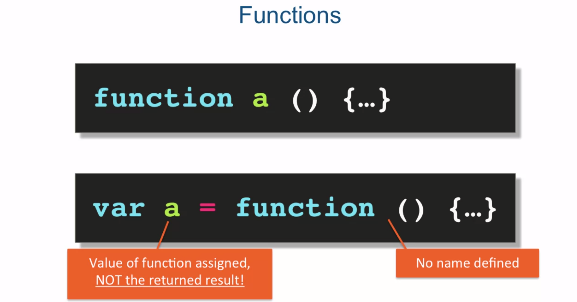 Functions
function a () {…}
var a = function () {…}
Value of function assigned,
NOT the returned result!
No name defined